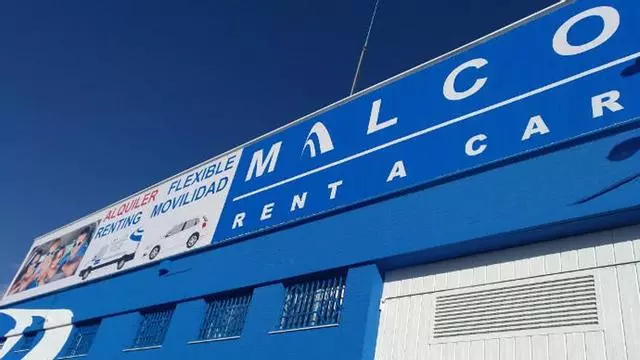 MALCO
RENT A CAR
ALQUILER FLEXIBLE
RENTING MOVILIDAD